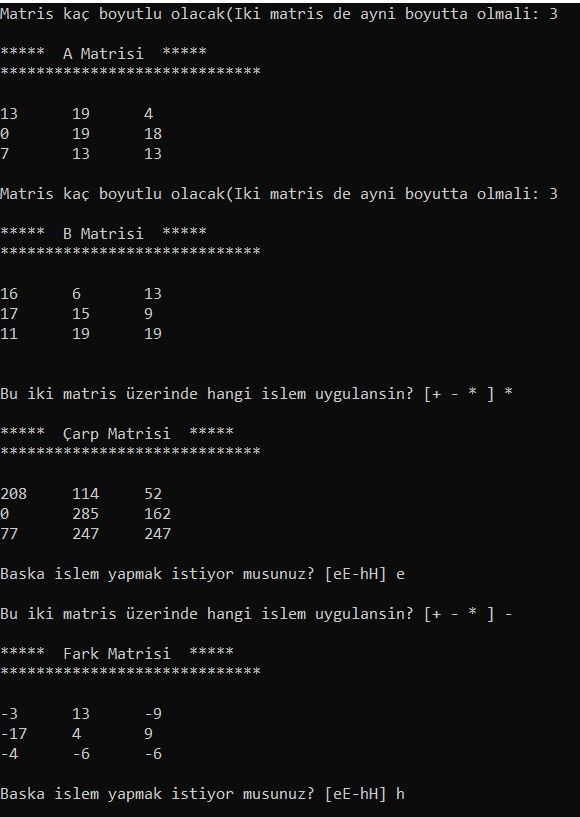 Matris kaç boyutlu olacak(Iki matris de ayni boyutta olmali: 3
***** A Matrisi *****
*****************************
13 19 4
0 19 18
7 13 13
Matris kaç boyutlu olacak(Iki matris de ayni boyutta olmali: 3
***** B Matrisi *****
*****************************
16 6 13
17 15 9
11 19 19
Bu iki matris üzerinde hangi islem uygulansin? [+ - * ] *
***** Çarp Matrisi *****
*****************************
208 114 52
0 285 162
77 247 247
Baska islem yapmak istiyor musunuz? [eE-hH] e
Bu iki matris üzerinde hangi islem uygulansin? [+ - * ] -
***** Fark Matrisi *****
*****************************
-3 13 -9
-17 4 9
-4 -6 -6
Baska islem yapmak istiyor musunuz? [eE-hH] h